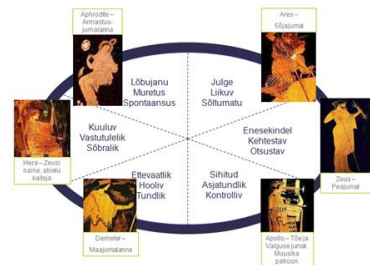 Aphrodite –
Armastus-
jumalanna
Ares –
Sõjajumal
Lõbujanu
Muretus
Spontaansus
Julge
Liikuv
Sõltumatu
Kuuluv
Vastutulelik
Sõbralik
Enesekindel
Kehtestav
Otsustav
Hera – Zeusi
naine, abielu
kaitsja
Zeus –
Peajumal
Ettevaatlik
Hooliv
Tundlik
Sihitud
Asjatundlik
Kontrolliv
Demeter –
Maajumalanna
Apollo – Tõe ja
Valguse jumal.
Muusika
patroon